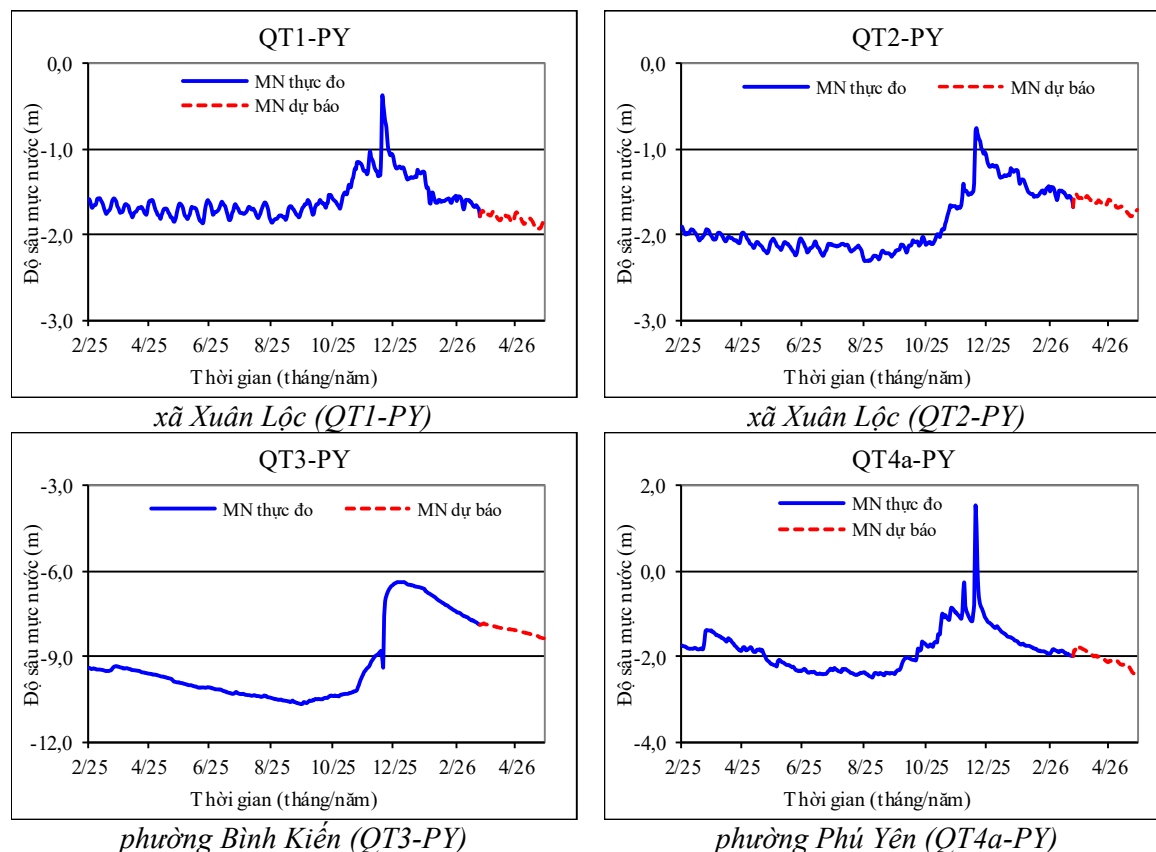 QT1-PY
0,0
MN thực đo
MN dự báo
-1,0
-2,0
-3,0
Độ sâu mực nước (m)
2/25 4/25 6/25 8/25 10/25 12/25 2/26 4/26
Thời gian (tháng/năm)
xã Xuân Lộc (QT1-PY)
QT2-PY
0,0
MN thực đo MN dự báo
-1,0
-2,0
-3,0
Độ sâu mực nước (m)
2/25 4/25 6/25 8/25 10/25 12/25 2/26 4/26
Thời gian (tháng/năm)
xã Xuân Lộc (QT2-PY)
QT3-PY
-3,0
MN thực đo MN dự báo
-6,0
-9,0
-12,0
Độ sâu mực nước (m)
2/25 4/25 6/25 8/25 10/25 12/25 2/26 4/26
Thời gian (tháng/năm)
phường Bình Kiến (QT3-PY)
QT4a-PY
2,0
MN thực đo
MN dự báo
0,0
-2,0
-4,0
Độ sâu mực nước (m)
2/25 4/25 6/25 8/25 10/25 12/25 2/26 4/26
Thời gian (tháng/năm)
phường Phú Yên (QT4a-PY)